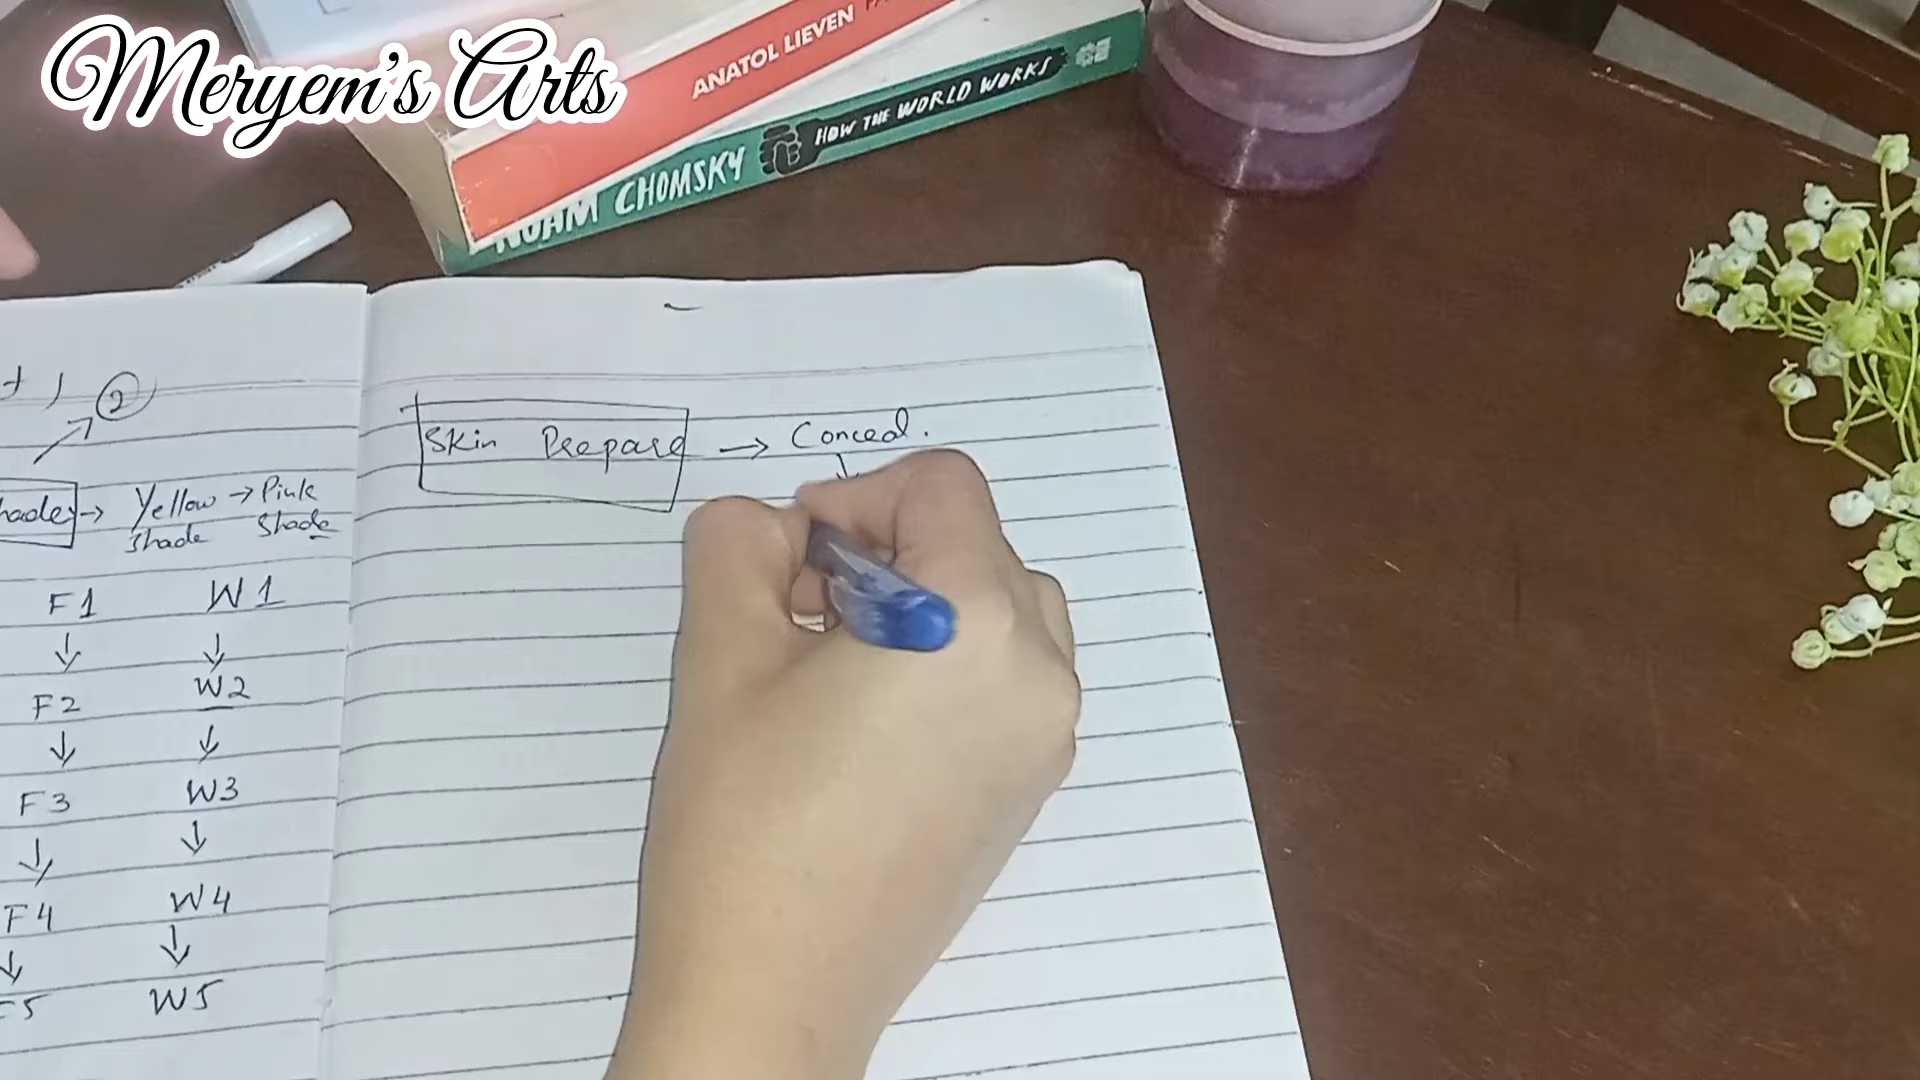 Meryem's Arts
ANATOL LIEVEN
NOAM CHOMSKY HOW THE WORLD WORKS
2
Yellow → Pink
shade shade
F1 W1
↓ ↓
F2 W2
↓ ↓
F3 W3
↓ ↓
F4 W4
↓ ↓
W5
Skin Prepare → Conceal.
↓